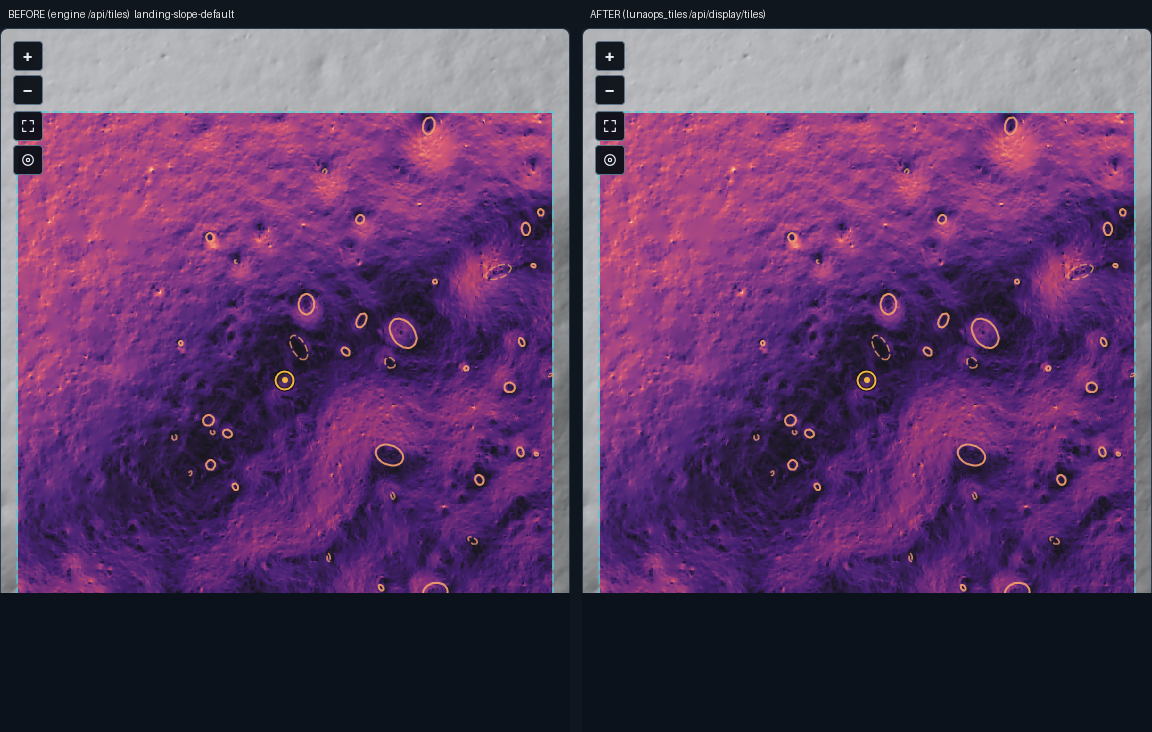 BEFORE (engine /api/tiles) landing-slope-default
AFTER (lunaops_tiles /api/display/tiles)
+
−
+
−